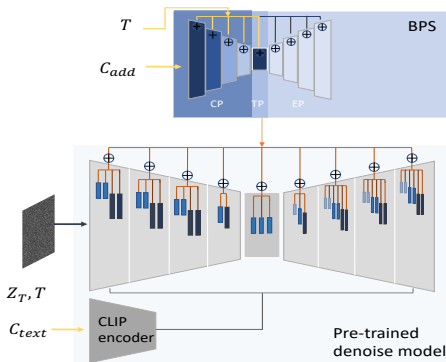 T
BPS
C_add
CP
TP
EP
Z_T, T
C_text
CLIP
encoder
Pre-trained
denoise model